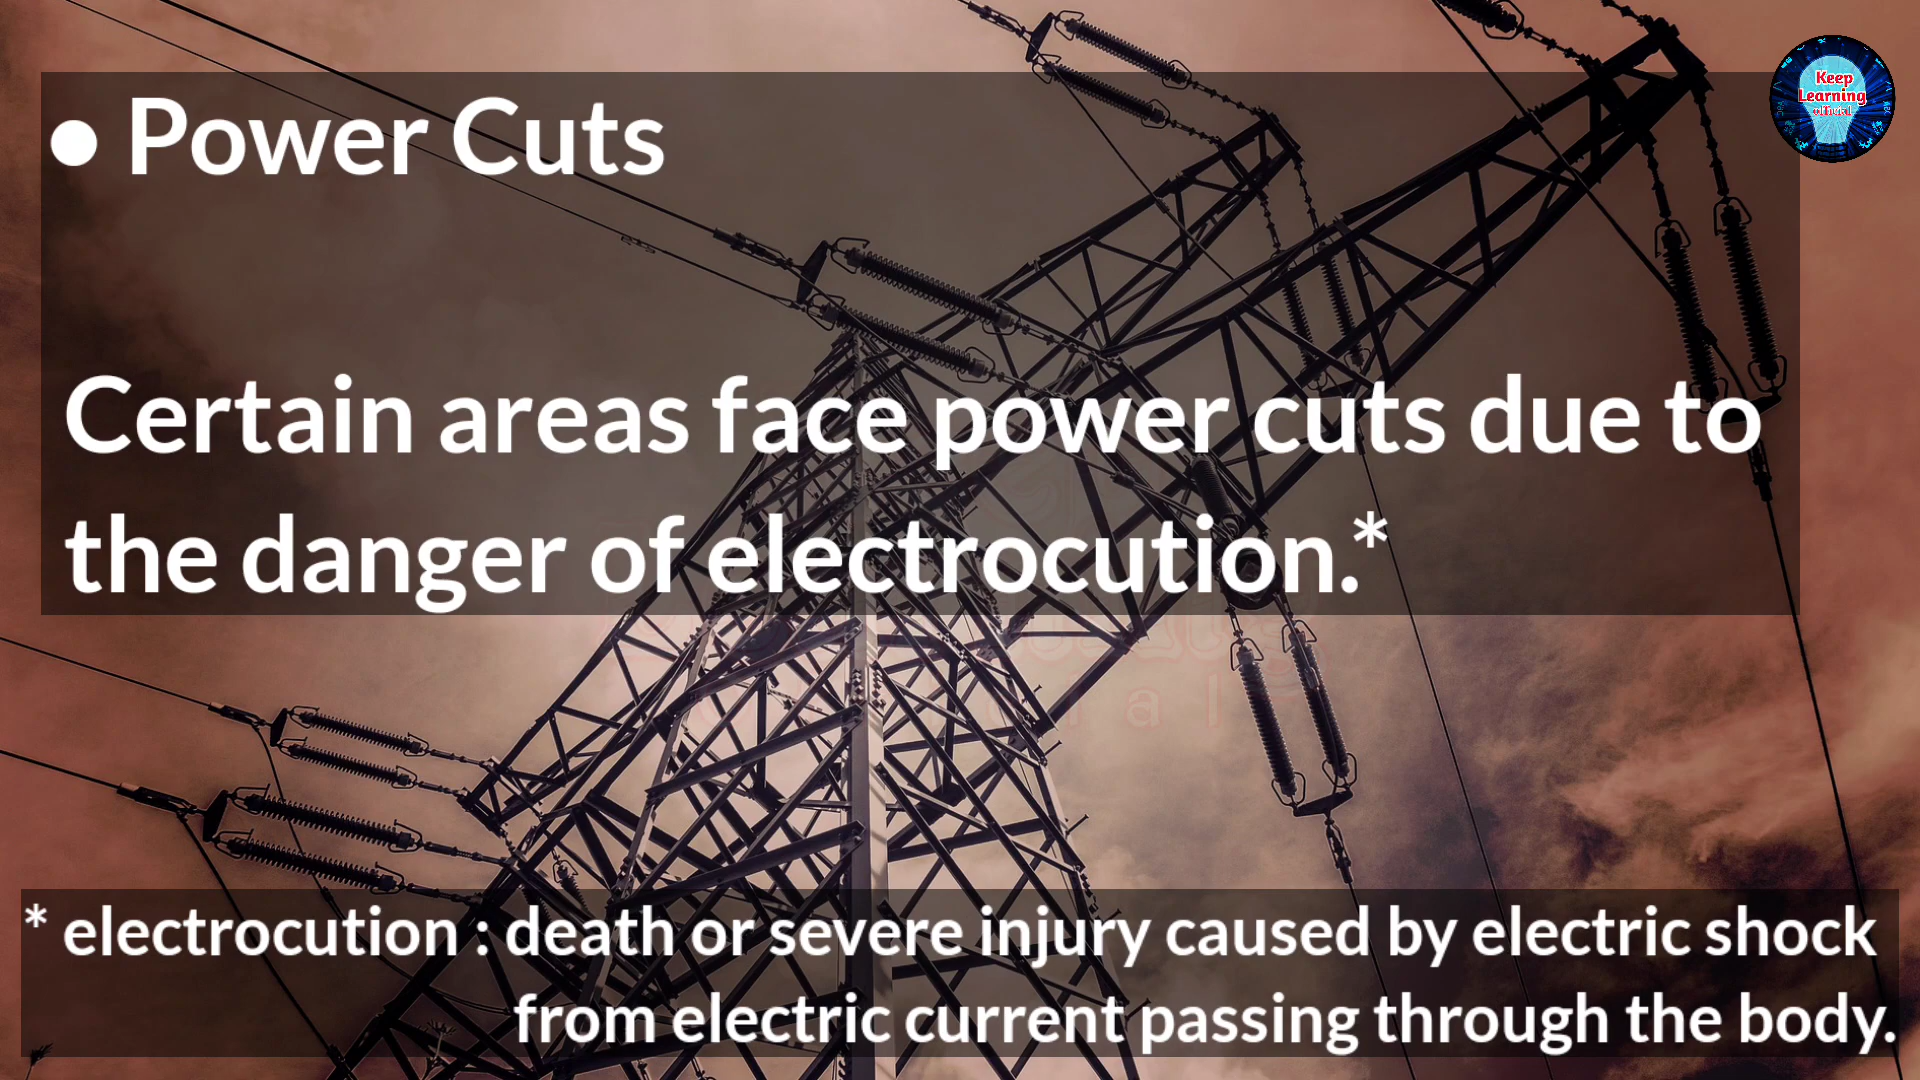 • Power Cuts
Keep
Learning
official
Certain areas face power cuts due to
the danger of electrocution.*
* electrocution : death or severe injury caused by electric shock
from electric current passing through the body.